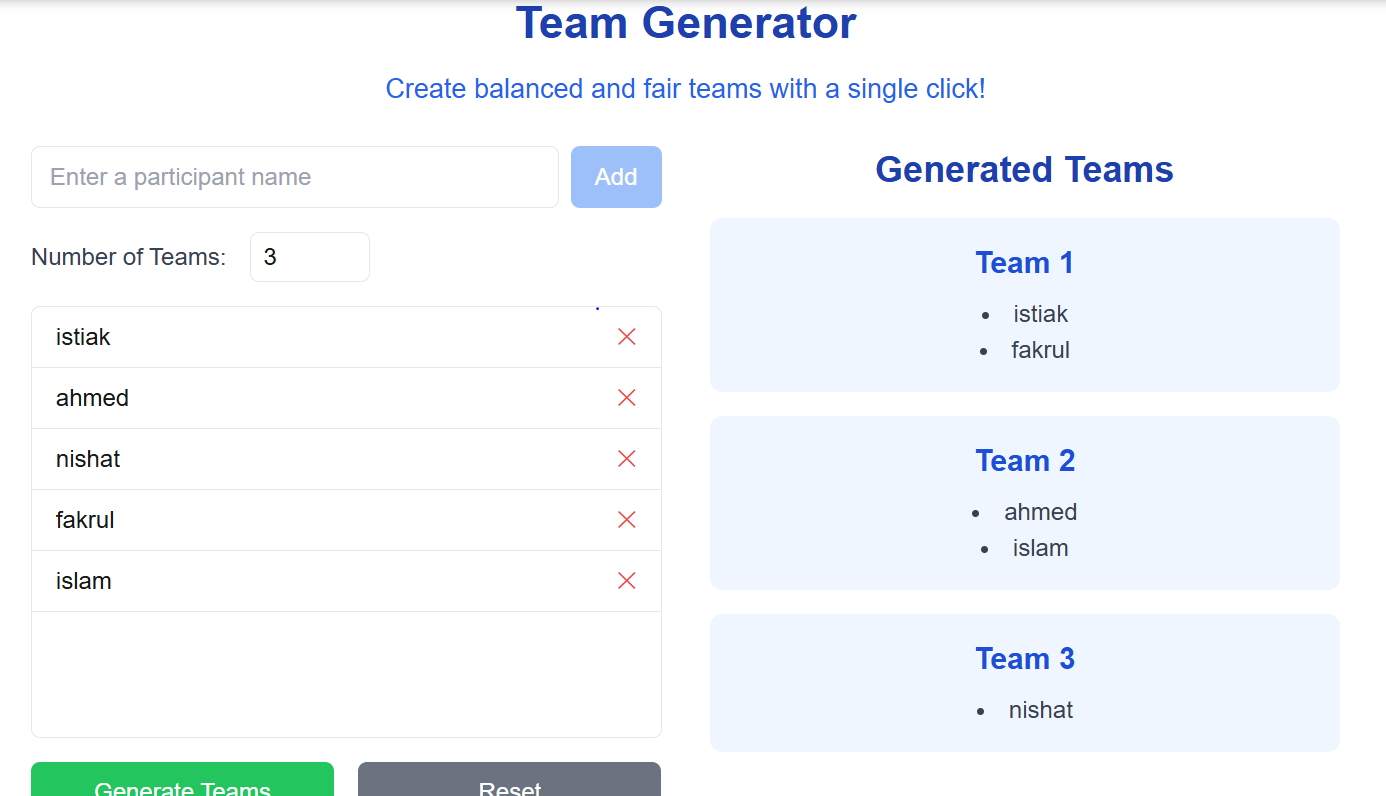 Team Generator
Create balanced and fair teams with a single click!
Enter a participant name
Add
Number of Teams:
3
istiak
ahmed
nishat
fakrul
islam
Generate Teams
Reset
Generated Teams
Team 1
• istiak
• fakrul
Team 2
• ahmed
• islam
Team 3
• nishat